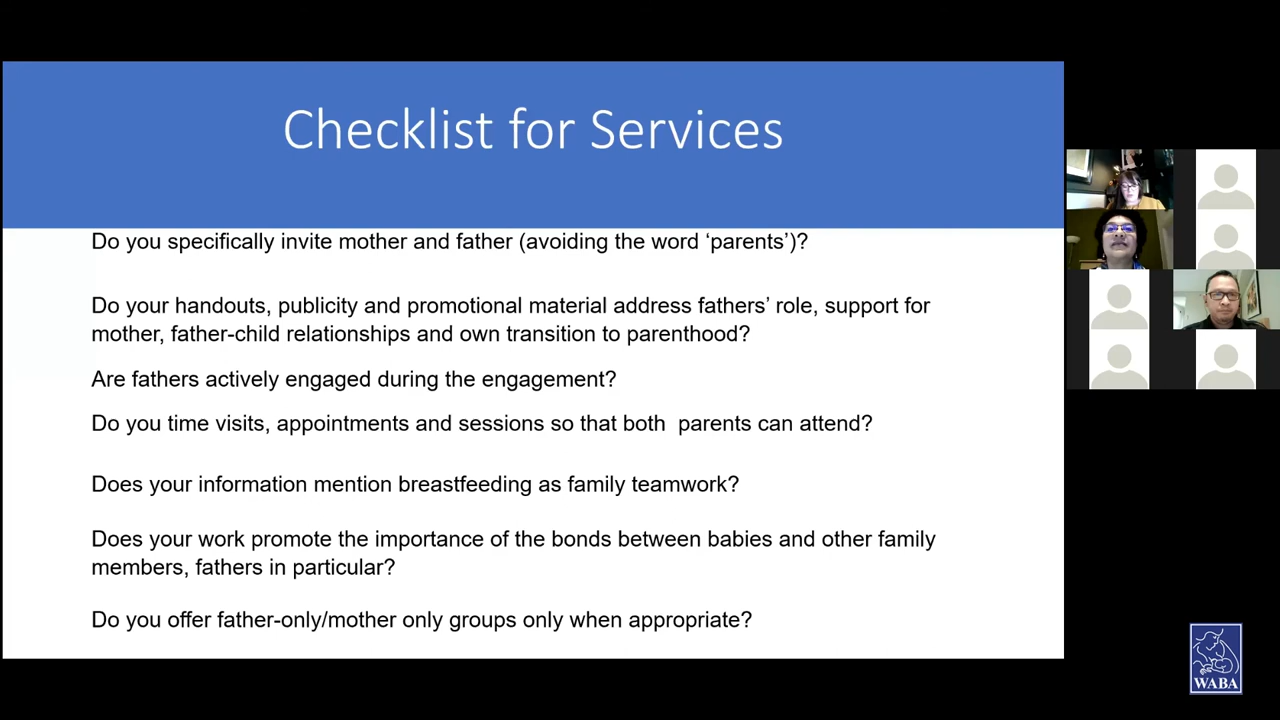 Checklist for Services
Do you specifically invite mother and father (avoiding the word ‘parents’)?
Do your handouts, publicity and promotional material address fathers’ role, support for
mother, father-child relationships and own transition to parenthood?
Are fathers actively engaged during the engagement?
Do you time visits, appointments and sessions so that both  parents can attend?
Does your information mention breastfeeding as family teamwork?
Does your work promote the importance of the bonds between babies and other family
members, fathers in particular?
Do you offer father-only/mother only groups only when appropriate?
WABA